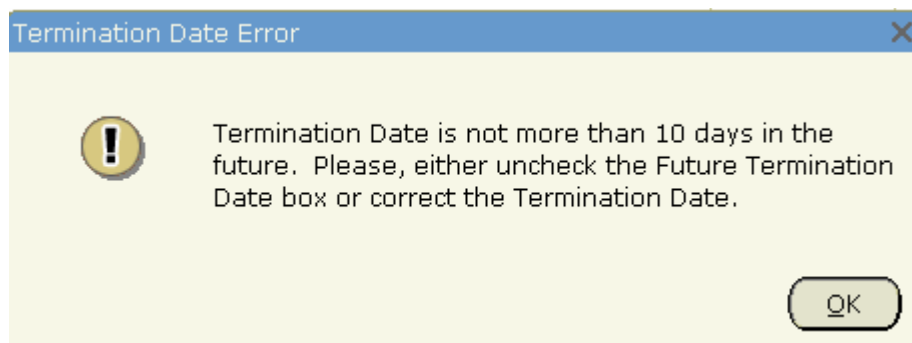 Termination Date Error
Termination Date is not more than 10 days in the
future.  Please, either uncheck the Future Termination
Date box or correct the Termination Date.
OK